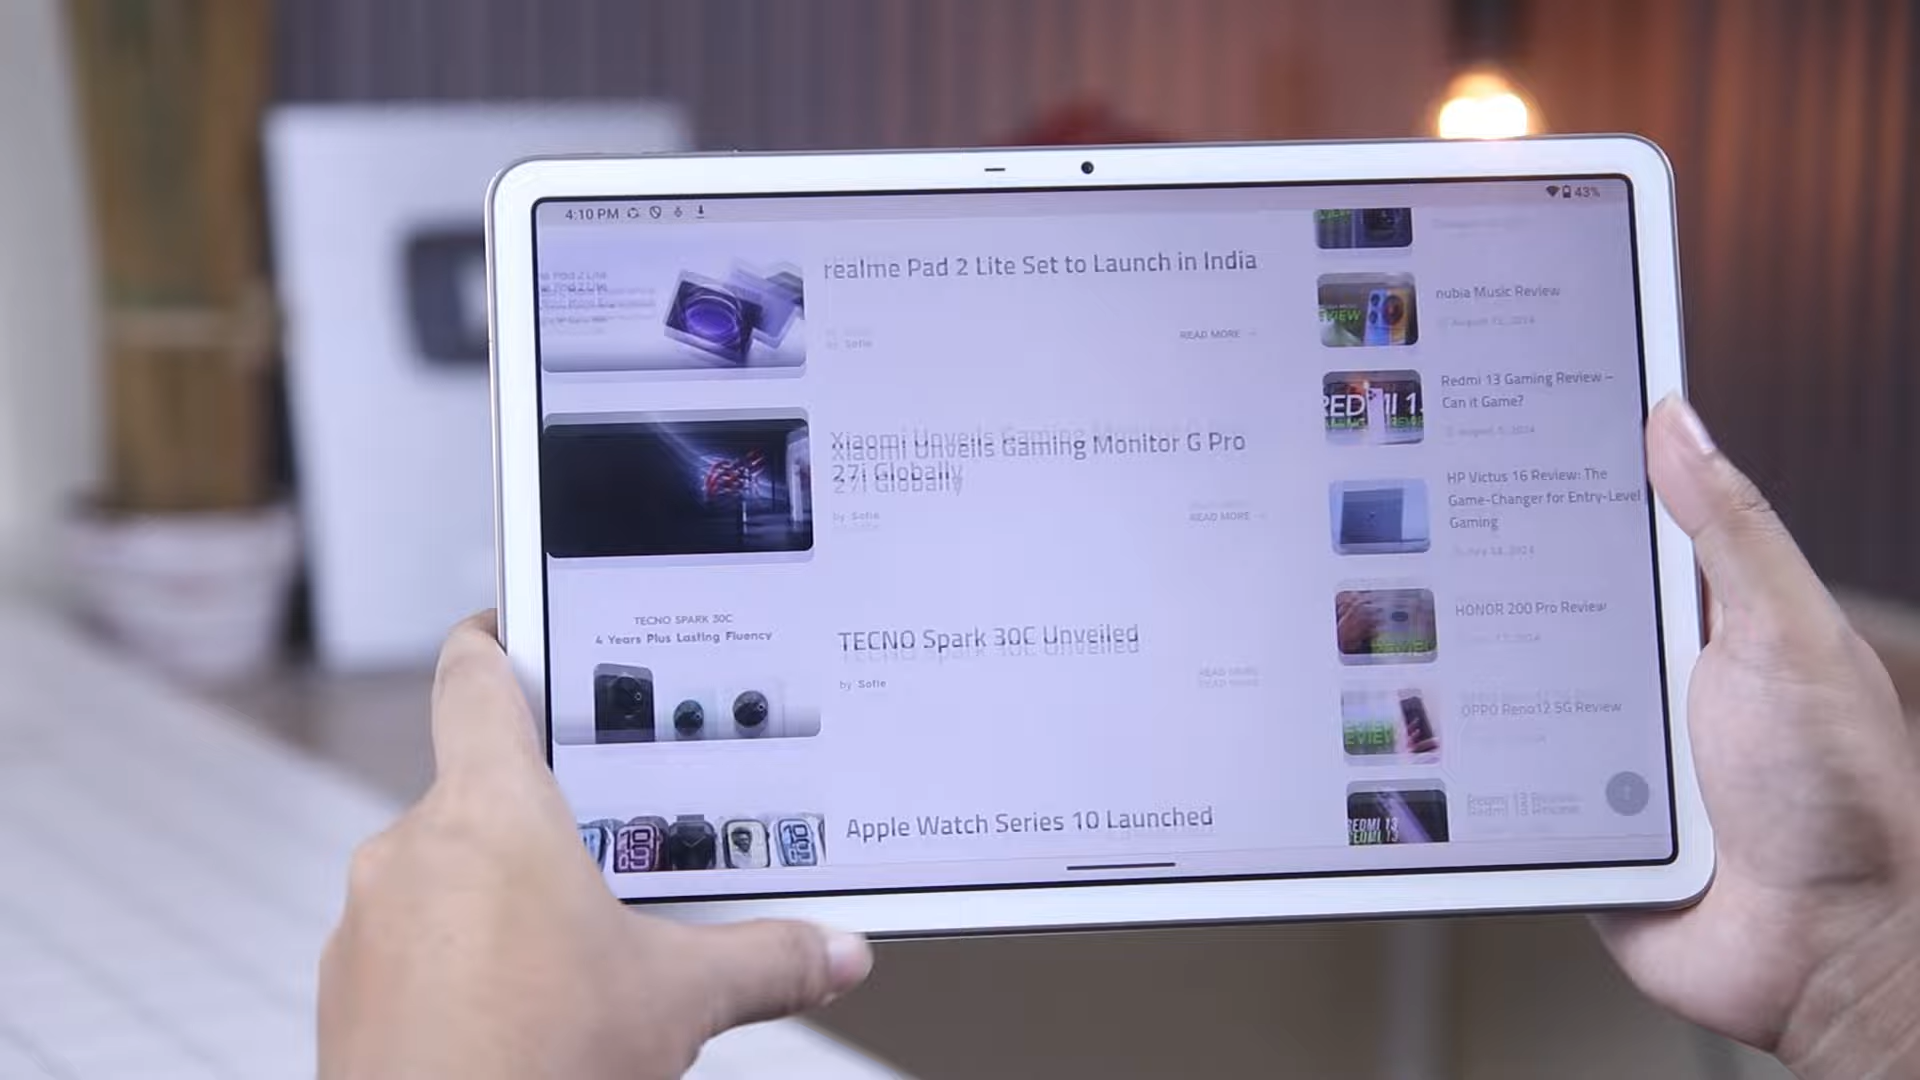 4:10 PM
43%
realme Pad 2 Lite Set to Launch in India
by Sofie
READ MORE
Xiaomi Unveils Gaming Monitor G Pro
27i Globally
by Sofie
READ MORE
TECNO SPARK 30C
4 Years Plus Lasting Fluency
TECNO Spark 30C Unveiled
by Sofie
READ MORE
Apple Watch Series 10 Launched
nubia Music Review
Redmi 13 Gaming Review –
Can it Game?
HP Victus 16 Review: The
Game-Changer for Entry-Level
Gaming
HONOR 200 Pro Review
OPPO Reno12 5G Review
REDMI 13